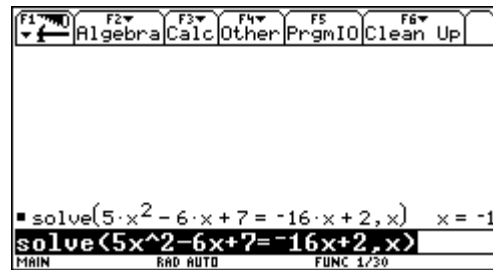 F1 F2 F3 F4 F5 F6
Algebra Calc Other PrgmIO Clean Up
solve(5·x² - 6·x + 7 = ⁻16·x + 2, x) x = ⁻1
solve(5x^2-6x+7=⁻16x+2,x)
MAIN RAD AUTO FUNC 1/30